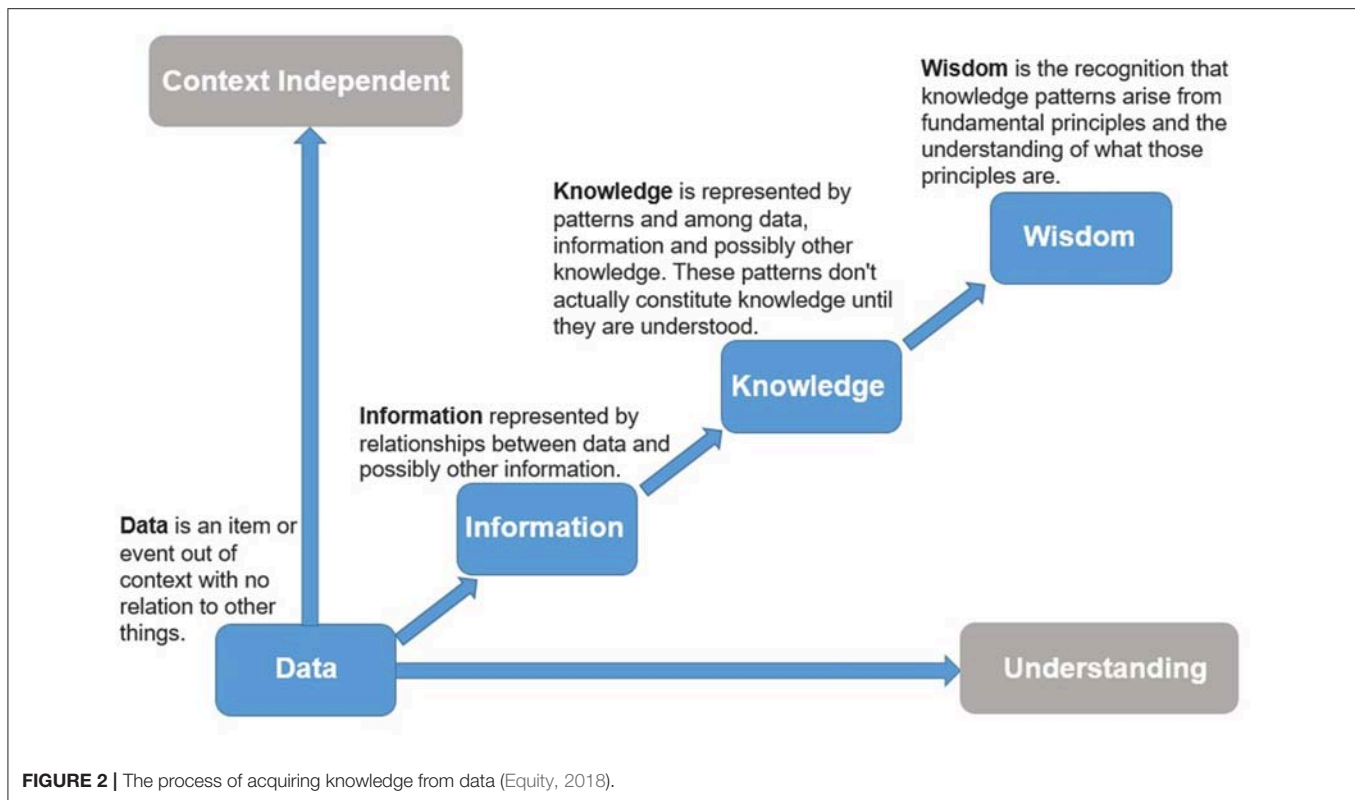 Context Independent
Wisdom is the recognition that
knowledge patterns arise from
fundamental principles and the
understanding of what those
principles are.
Wisdom
Knowledge is represented by
patterns and among data,
information and possibly other
knowledge. These patterns don't
actually constitute knowledge until
they are understood.
Knowledge
Information represented by
relationships between data and
possibly other information.
Information
Data is an item or
event out of
context with no
relation to other
things.
Data
Understanding
FIGURE 2 | The process of acquiring knowledge from data (Equity, 2018).